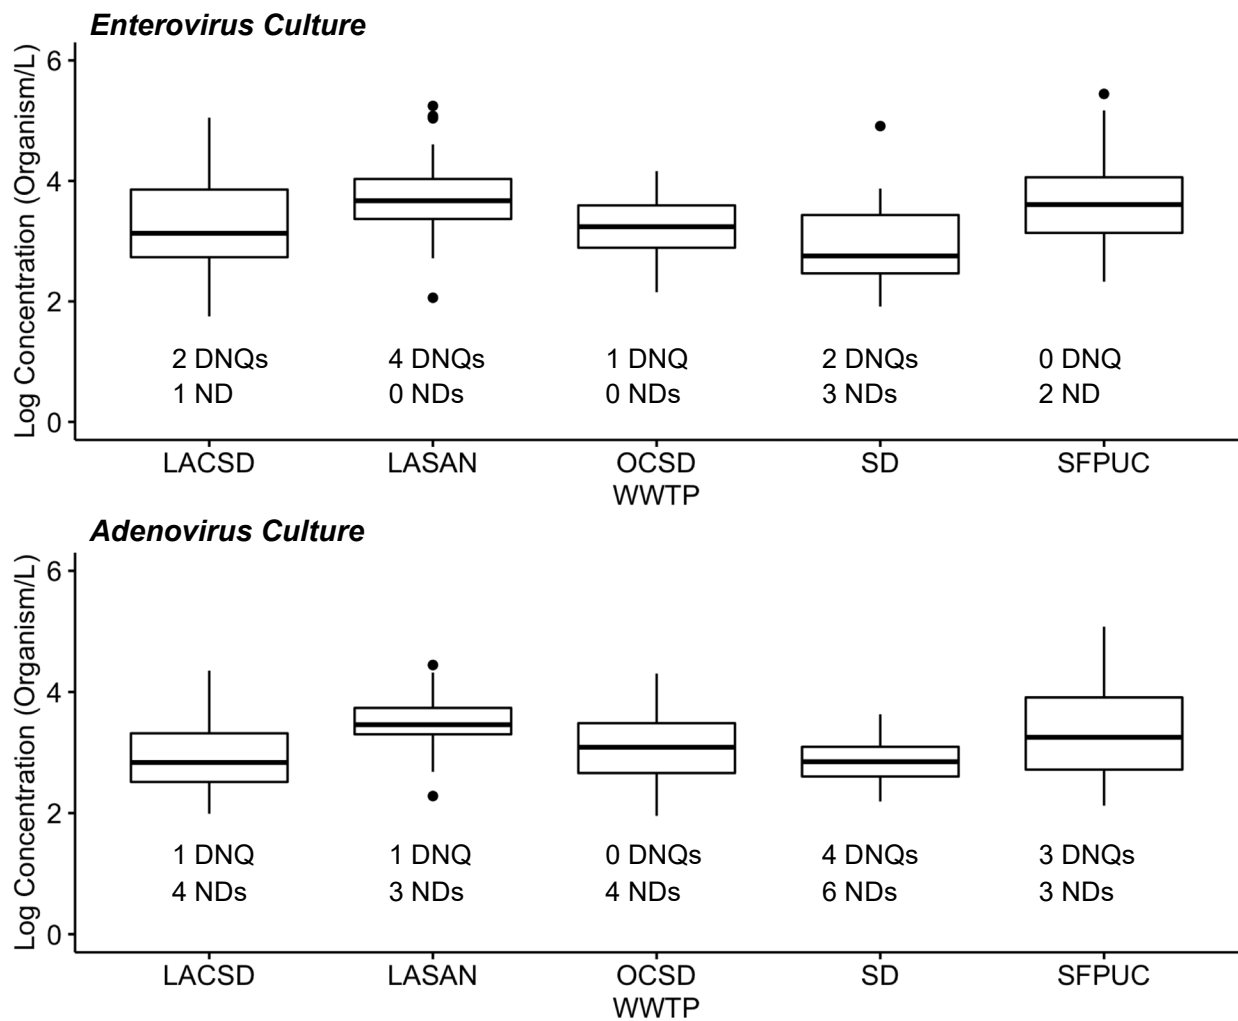 Enterovirus Culture
Log Concentration (Organism/L)
6
4
2
0
2 DNQs 4 DNQs 1 DNQ 2 DNQs 0 DNQ
1 ND 0 NDs 0 NDs 3 NDs 2 ND
LACSD LASAN OCSD SD SFPUC
WWTP
Adenovirus Culture
Log Concentration (Organism/L)
6
4
2
0
1 DNQ 1 DNQ 0 DNQs 4 DNQs 3 DNQs
4 NDs 3 NDs 4 NDs 6 NDs 3 NDs
LACSD LASAN OCSD SD SFPUC
WWTP